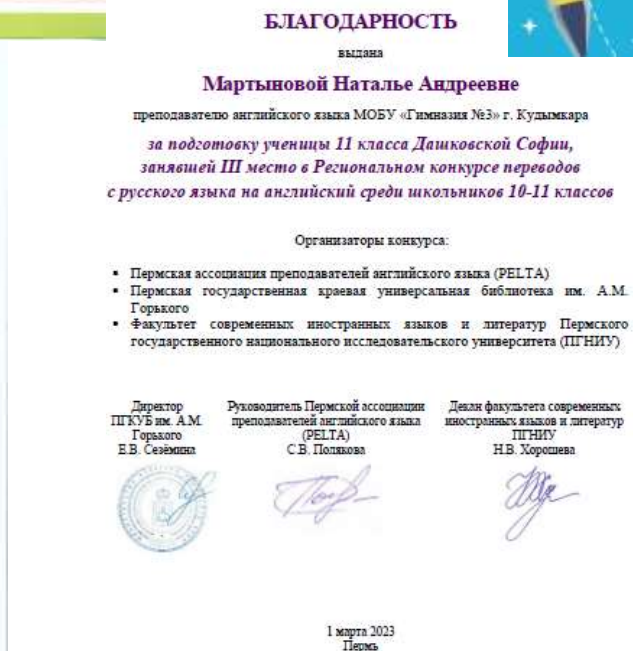 БЛАГОДАРНОСТЬ
выдана
Мартыновой Наталье Андреевне
преподавателю английского языка МОБУ «Гимназия №3» г. Кудымкара
за подготовку ученицы 11 класса Дашковской Софии,
занявшей III место в Региональном конкурсе переводов
с русского языка на английский среди школьников 10-11 классов
Организаторы конкурса:
▪ Пермская ассоциация преподавателей английского языка (PELTA)
▪ Пермская государственная краевая универсальная библиотека им. А.М.
Горького
▪ Факультет современных иностранных языков и литератур Пермского
государственного национального исследовательского университета (ПГНИУ)
Директор
ПГКУБ им. А.М.
Горького
Е.В. Сезёмина
Руководитель Пермской ассоциации
преподавателей английского языка
(PELTA)
С.В. Полякова
Декан факультета современных
иностранных языков и литератур
ПГНИУ
Н.В. Хорошева
1 марта 2023
Пермь